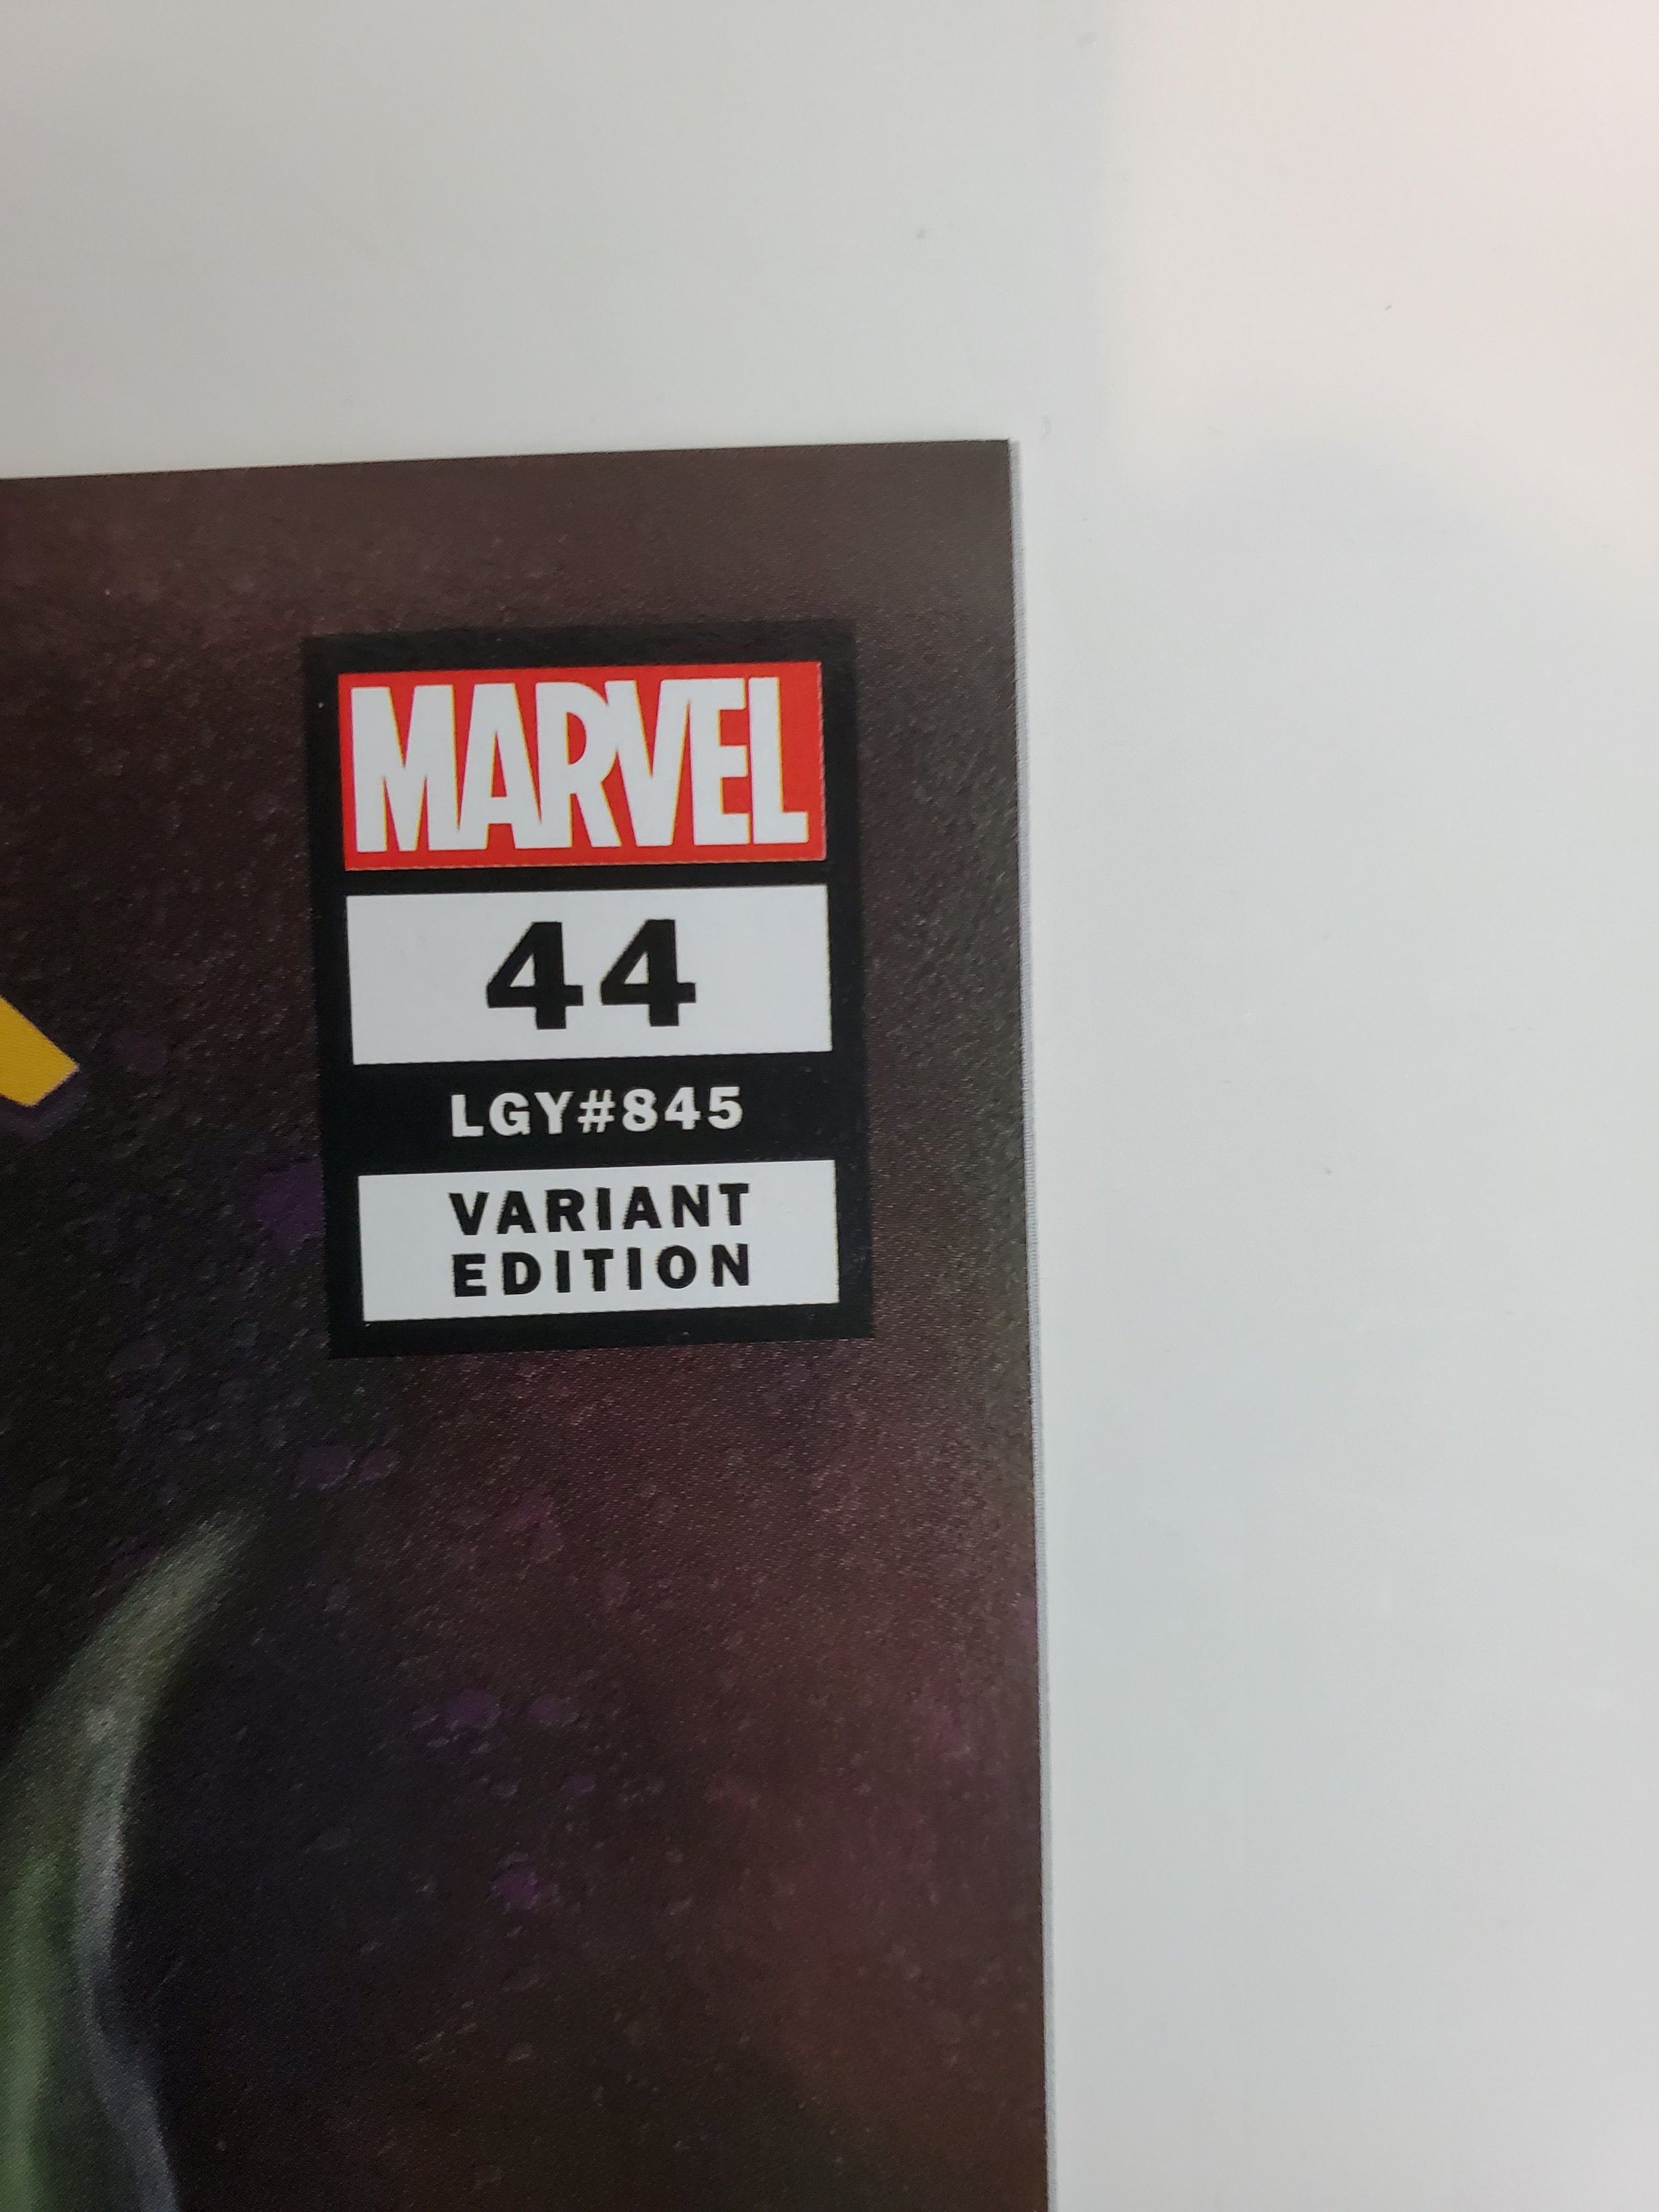 MARVEL
44
LGY#845
VARIANT
EDITION